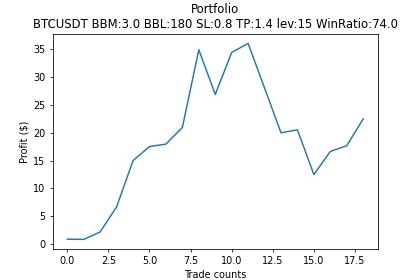 Portfolio
BTCUSDT BBM:3.0 BBL:180 SL:0.8 TP:1.4 lev:15 WinRatio:74.0
Profit ($)
35
30
25
20
15
10
5
0
0.0 2.5 5.0 7.5 10.0 12.5 15.0 17.5
Trade counts